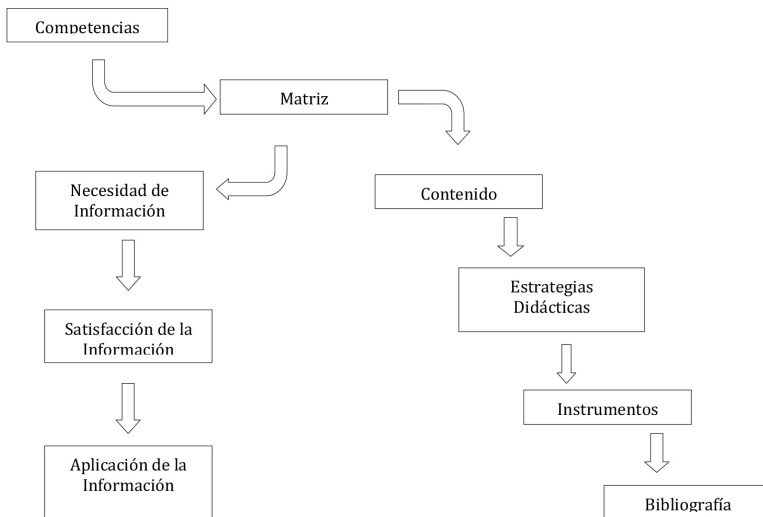 Competencias
Matriz
Necesidad de
Información
Contenido
Estrategias
Didácticas
Satisfacción de la
Información
Instrumentos
Aplicación de la
Información
Bibliografía